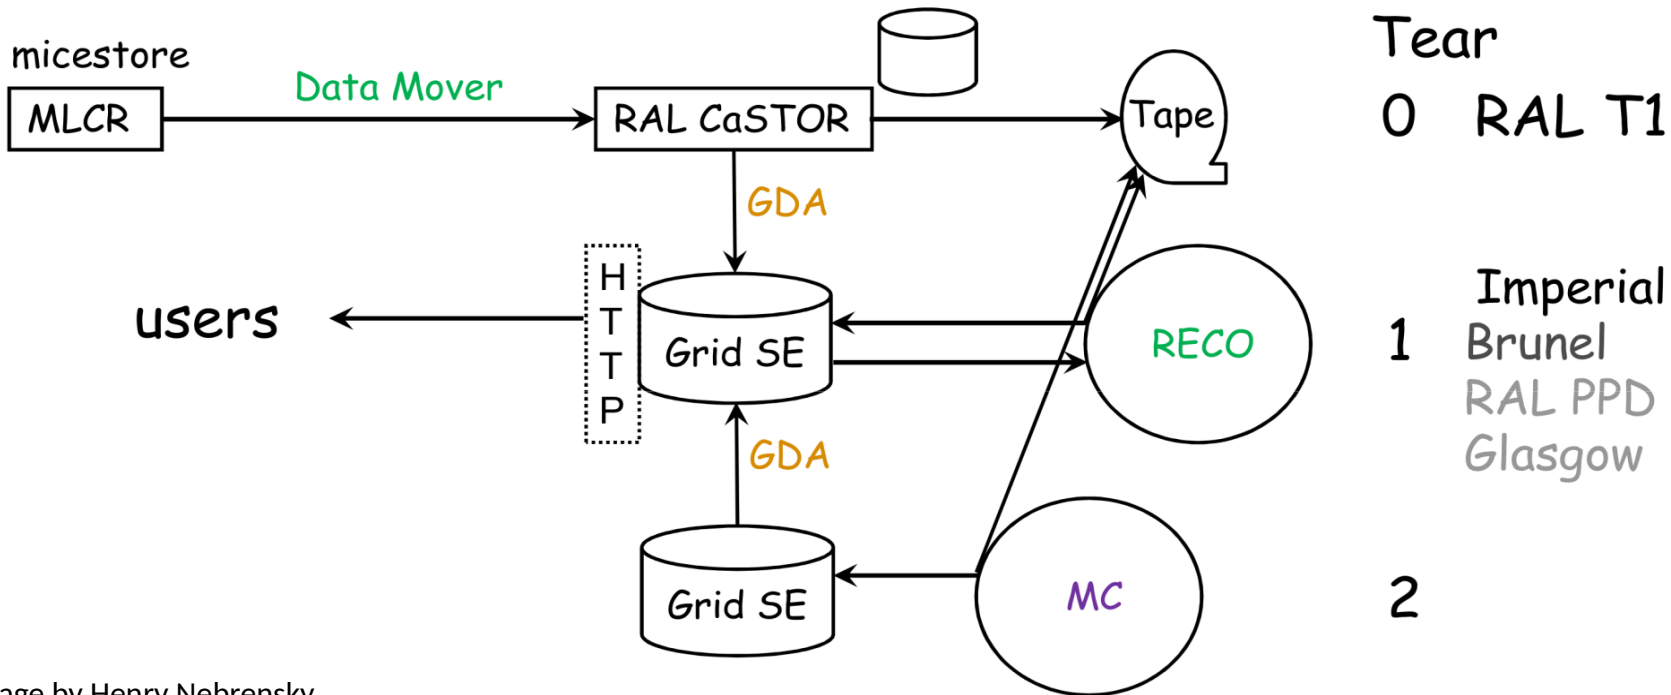 micestore
MLCR
Data Mover
RAL CaSTOR
Tape
Tear
0 RAL T1
GDA
users
H
T
T
P
Grid SE
RECO
1
Imperial
Brunel
RAL PPD
Glasgow
GDA
Grid SE
MC
2
by Henry Nebrensky